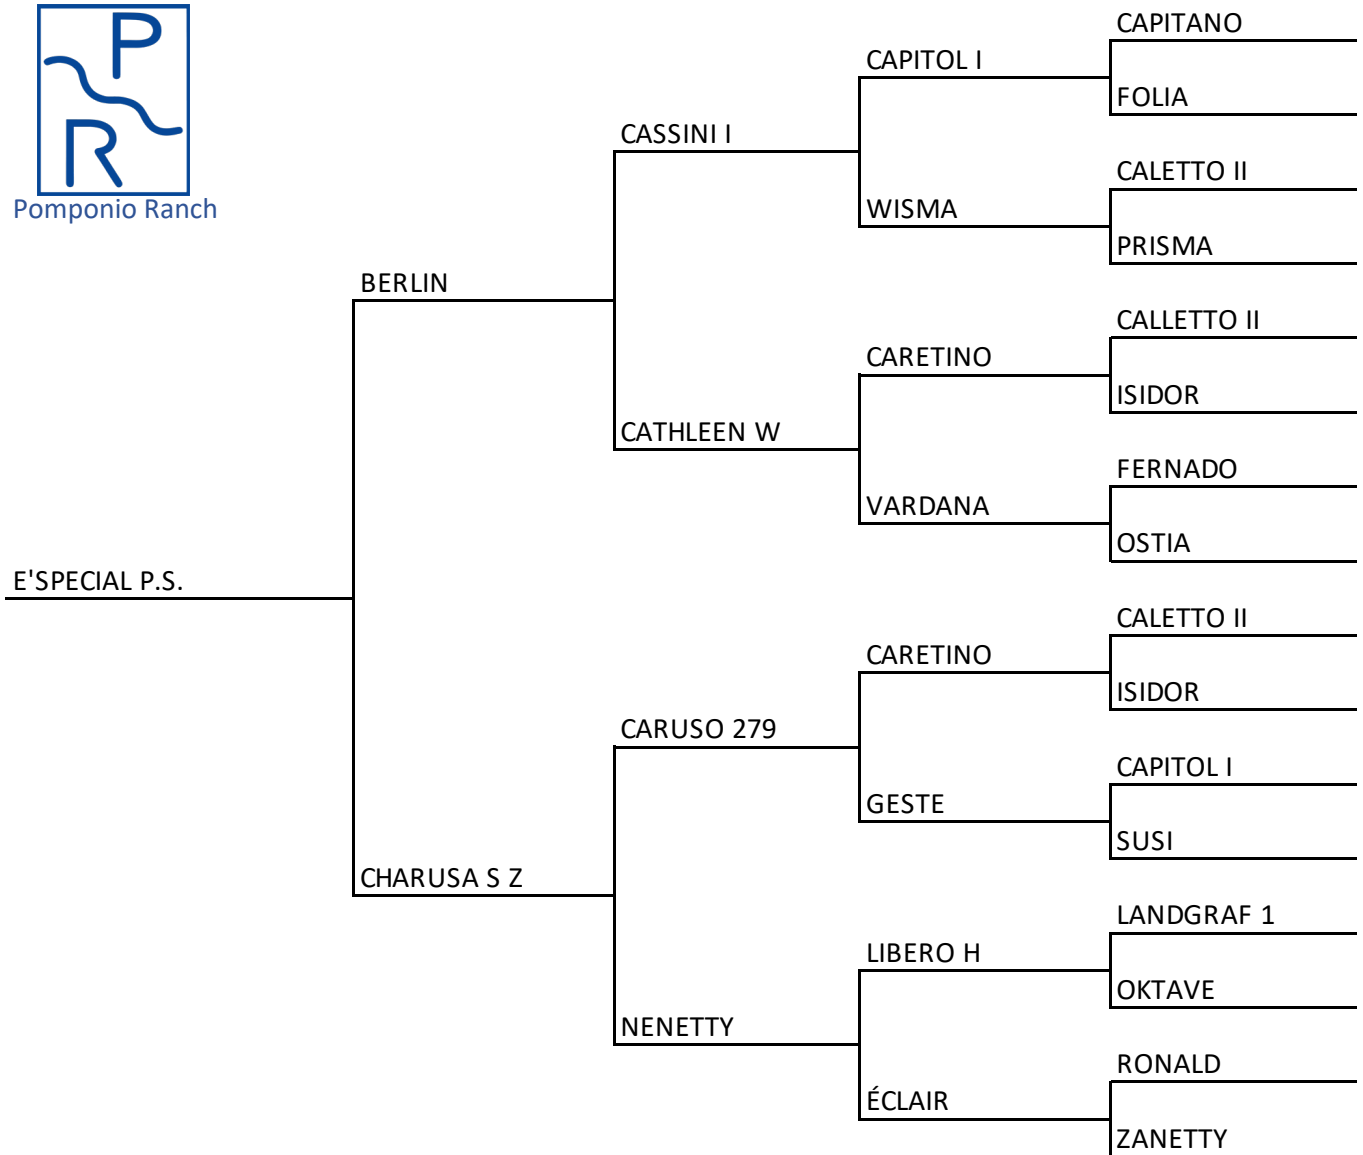 P
R
Pomponio Ranch
CAPITANO
CAPITOL I
FOLIA
CASSINI I
CALETTO II
WISMA
PRISMA
BERLIN
CALLETTO II
CARETINO
ISIDOR
CATHLEEN W
FERNADO
VARDANA
OSTIA
E'SPECIAL P.S.
CALETTO II
CARETINO
ISIDOR
CARUSO 279
CAPITOL I
GESTE
SUSI
CHARUSA S Z
LANDGRAF 1
LIBERO H
OKTAVE
NENETTY
RONALD
ÉCLAIR
ZANETTY